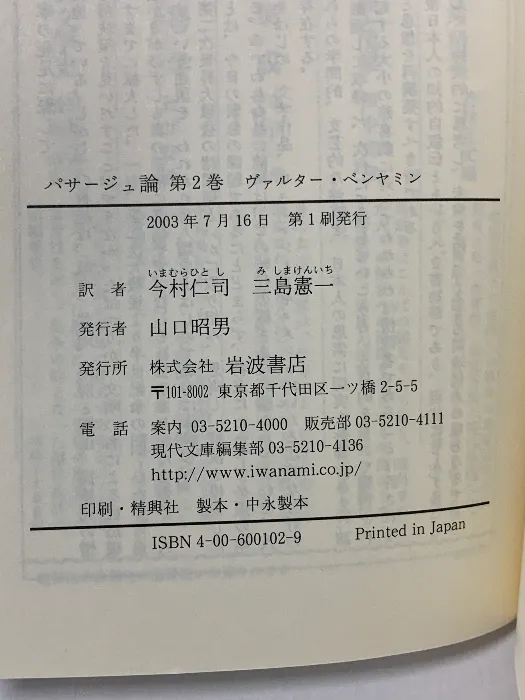 パサージュ論 第2巻　ヴァルター・ベンヤミン
2003年7月16日　第1刷発行
いまむらひとし　みしまけんいち
訳者　今村仁司　三島憲一
発行者　山口昭男
発行所　株式会社 岩波書店
〒101-8002 東京都千代田区一ツ橋2-5-5
電話　案内 03-5210-4000　販売部 03-5210-4111
現代文庫編集部 03-5210-4136
http://www.iwanami.co.jp/
印刷・精興社　製本・中永製本
ISBN 4-00-600102-9　Printed in Japan